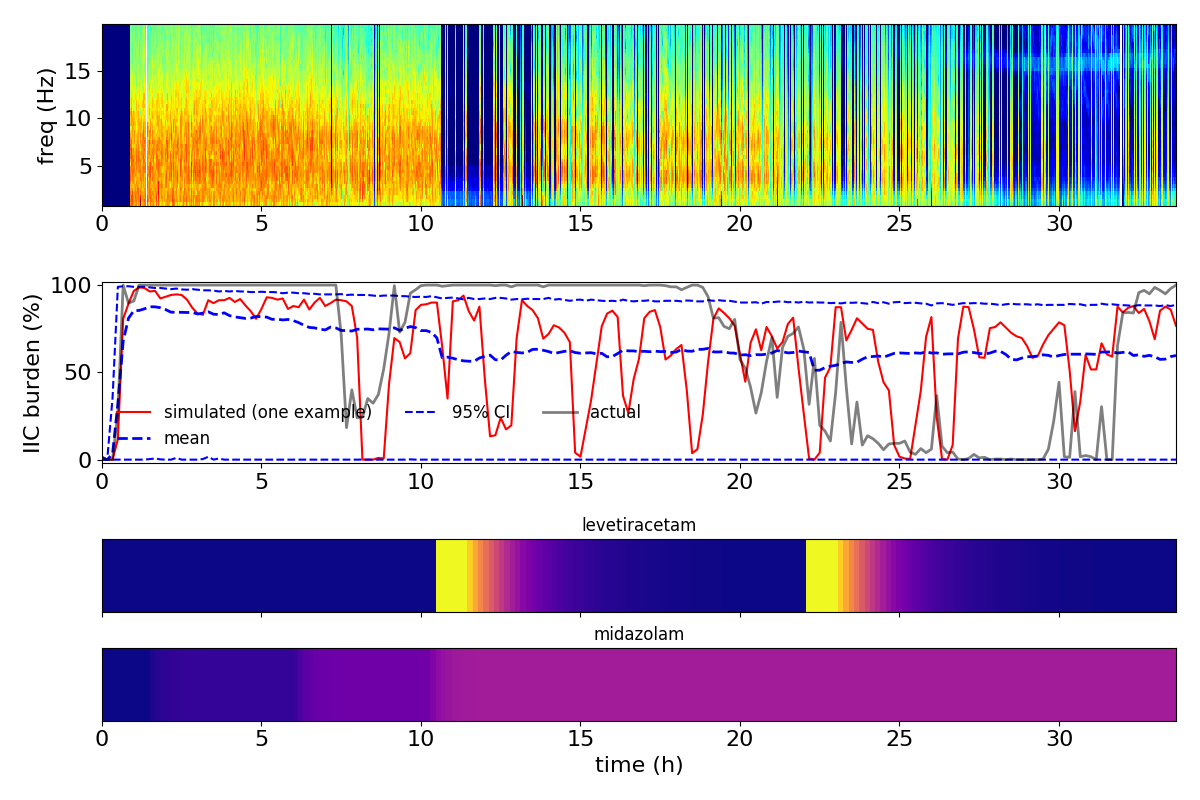 freq (Hz)
15
10
5
0 5 10 15 20 25 30
IIC burden (%)
100
50
0
simulated (one example) 95% CI actual
mean
0 5 10 15 20 25 30
levetiracetam
midazolam
0 5 10 15 20 25 30
time (h)